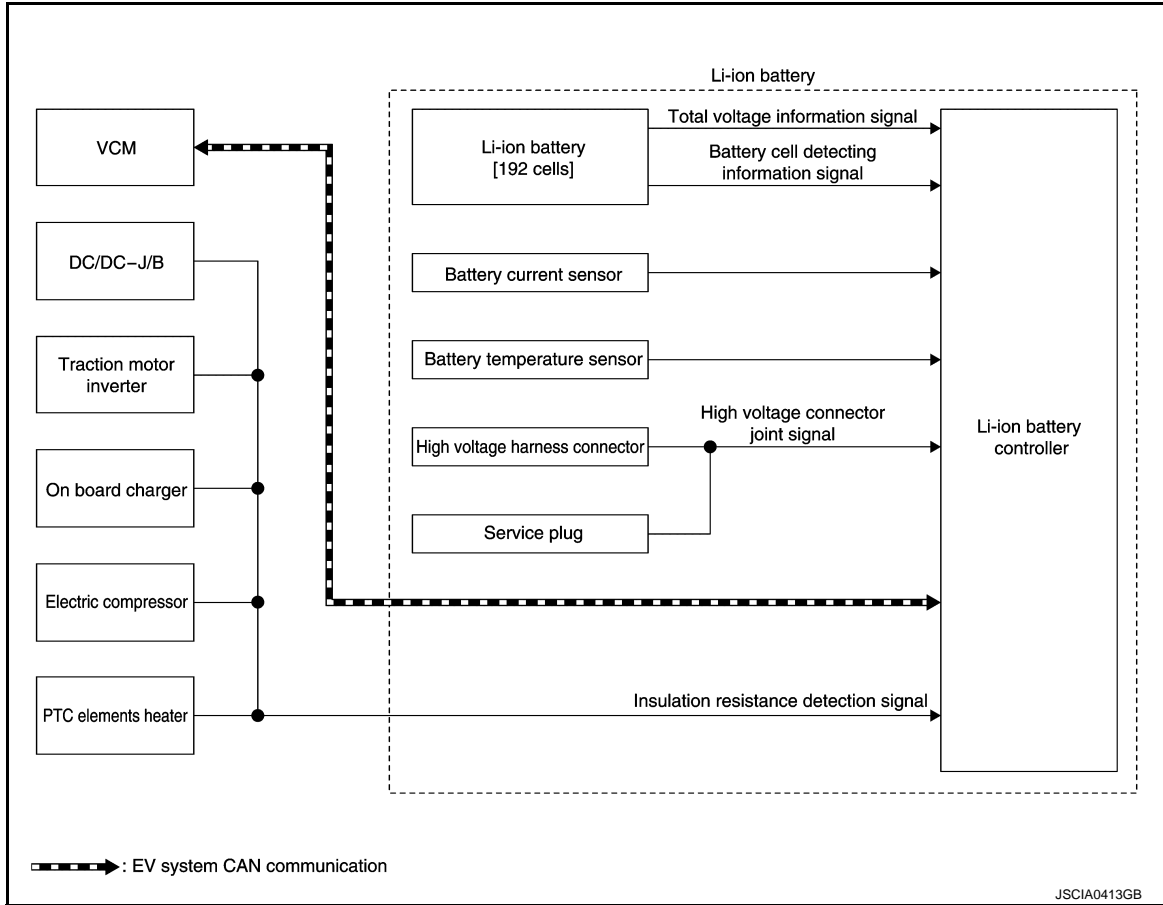 Li-ion battery
VCM
DC/DC–J/B
Traction motor
inverter
On board charger
Electric compressor
PTC elements heater
Li-ion battery
[192 cells]
Total voltage information signal
Battery cell detecting
information signal
Battery current sensor
Battery temperature sensor
High voltage harness connector
High voltage connector
joint signal
Service plug
Li-ion battery
controller
Insulation resistance detection signal
: EV system CAN communication
JSCIA0413GB